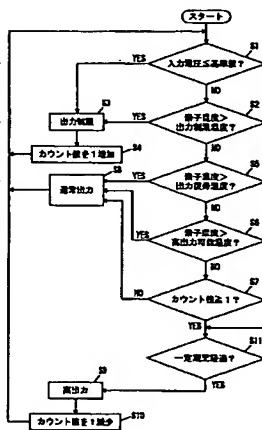 スタート
S1
YES
入力電圧≦基準値?
NO
S3
S2
出力制限
YES
素子温度>
出力制限温度?
S4
NO
カウント値を1増加
S5
S8
YES
素子温度>
出力復帰温度?
通常出力
NO
S6
YES
素子温度>
高出力可能温度?
NO
S7
NO
カウント値≧1?
YES
S11
一定期間経過?
S9
YES
高出力
S10
カウント値を1減少